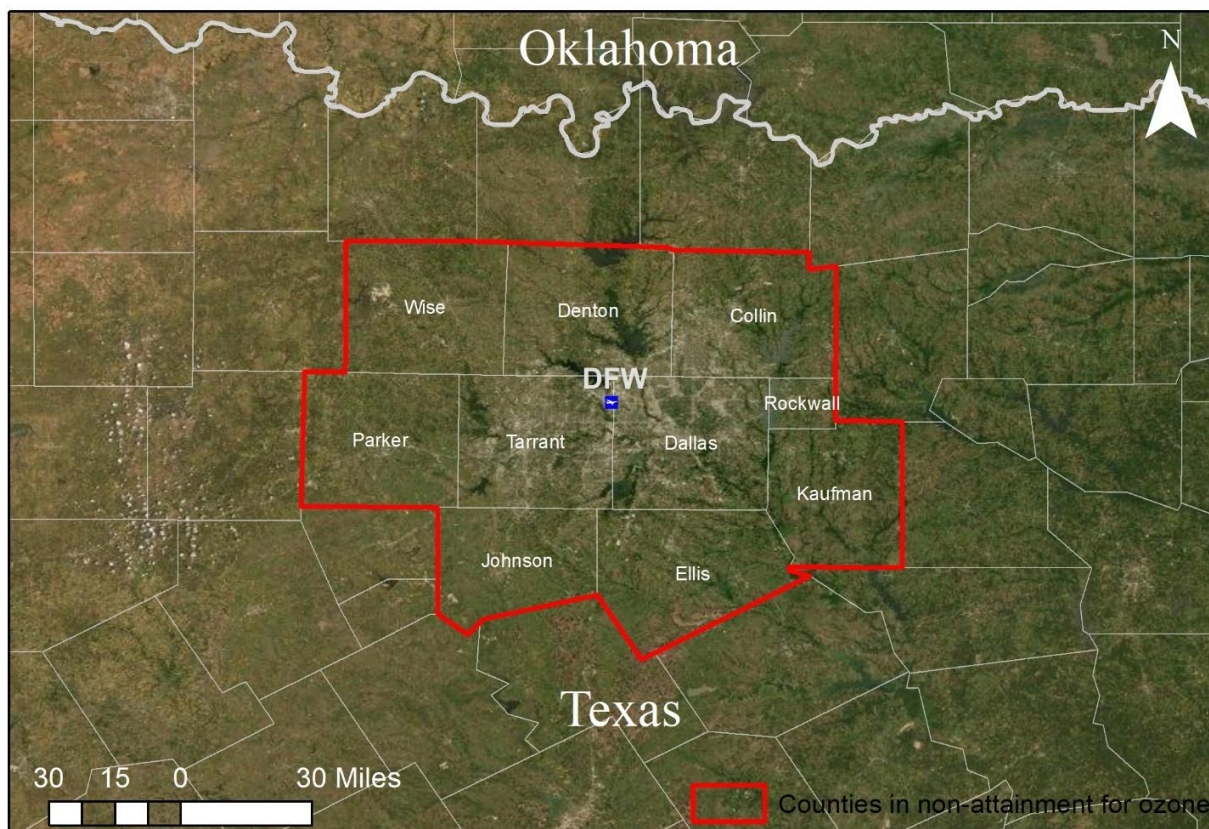 Oklahoma
N
Wise
Denton
Collin
DFW
Rockwall
Parker
Tarrant
Dallas
Kaufman
Johnson
Ellis
Texas
30 15 0 30 Miles
Counties in non-attainment for ozone